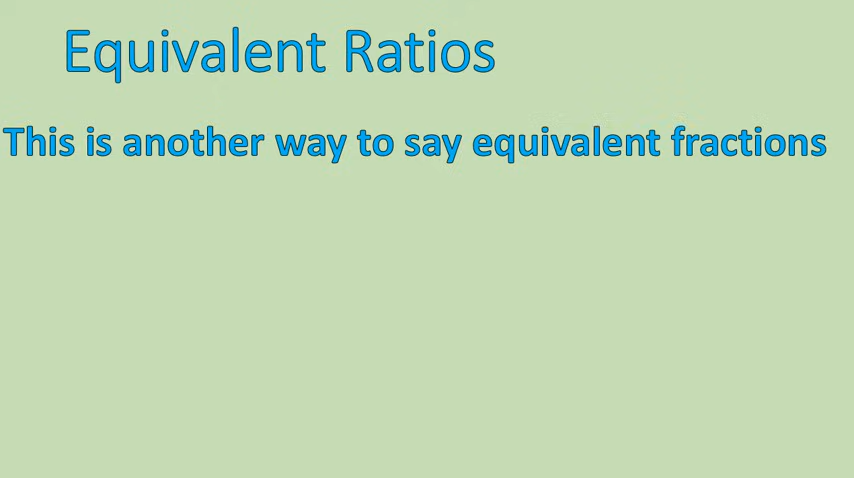 Equivalent Ratios
This is another way to say equivalent fractions